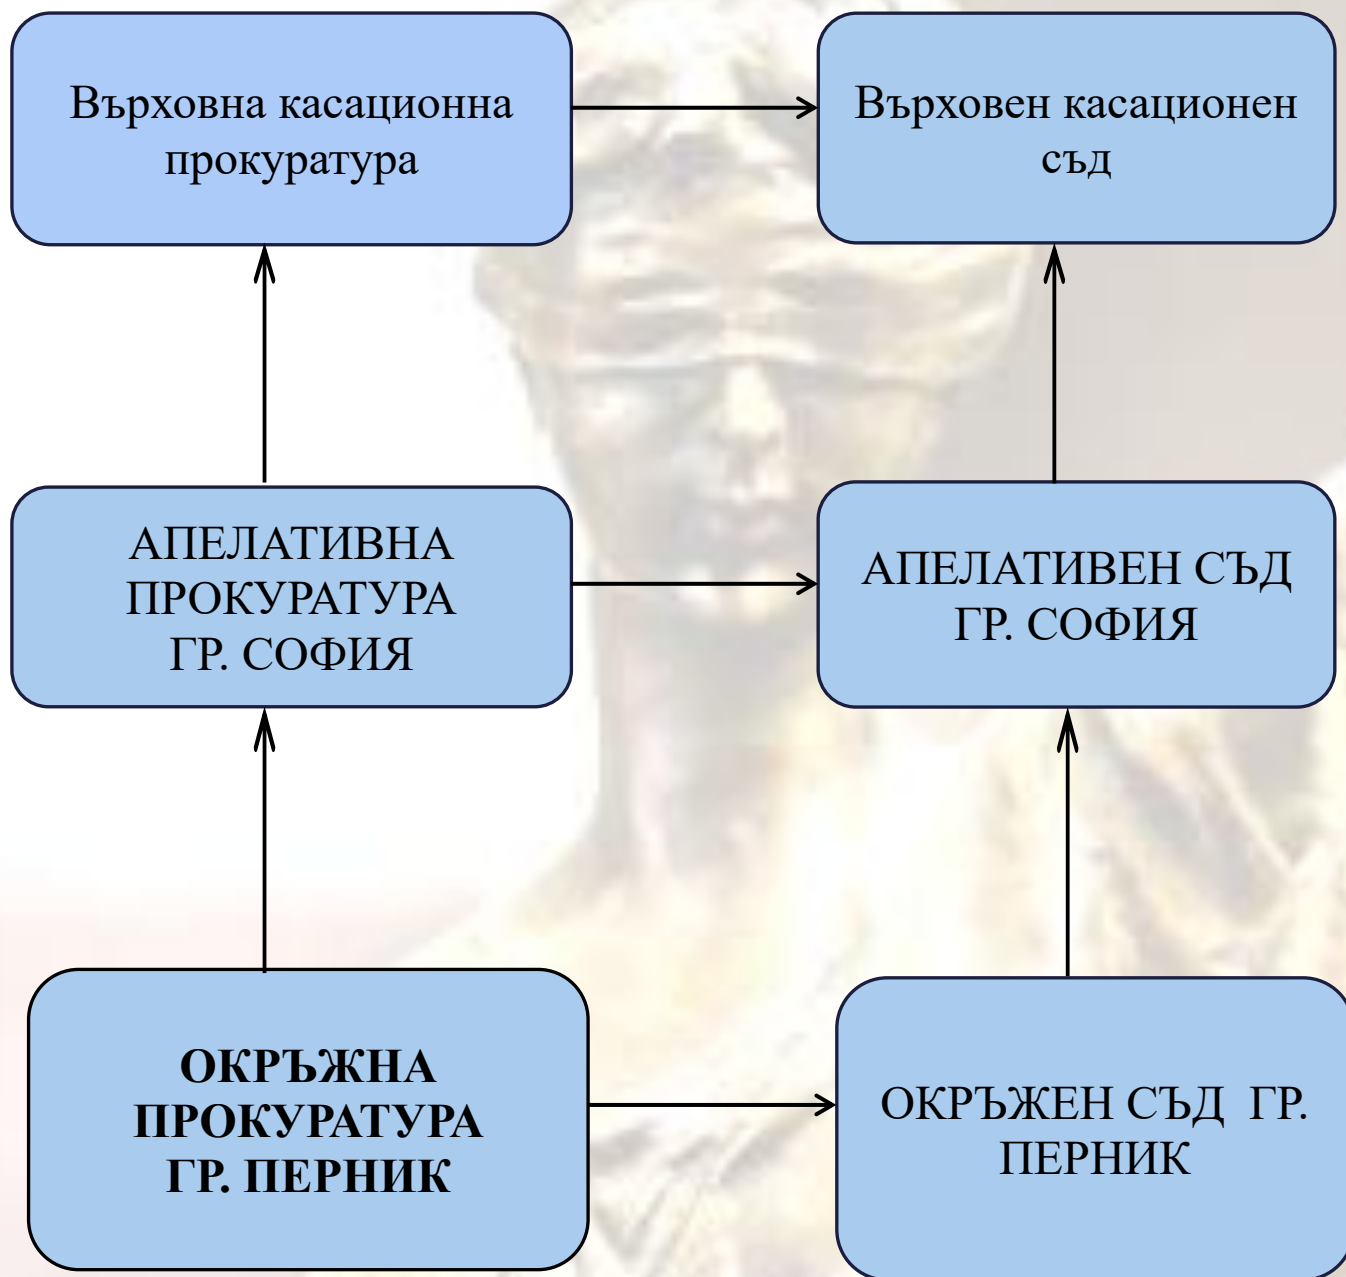 Върховна касационна
прокуратура
Върховен касационен
съд
АПЕЛАТИВНА
ПРОКУРАТУРА
ГР. СОФИЯ
АПЕЛАТИВЕН СЪД
ГР. СОФИЯ
ОКРЪЖНА
ПРОКУРАТУРА
ГР. ПЕРНИК
ОКРЪЖЕН СЪД  ГР.
ПЕРНИК